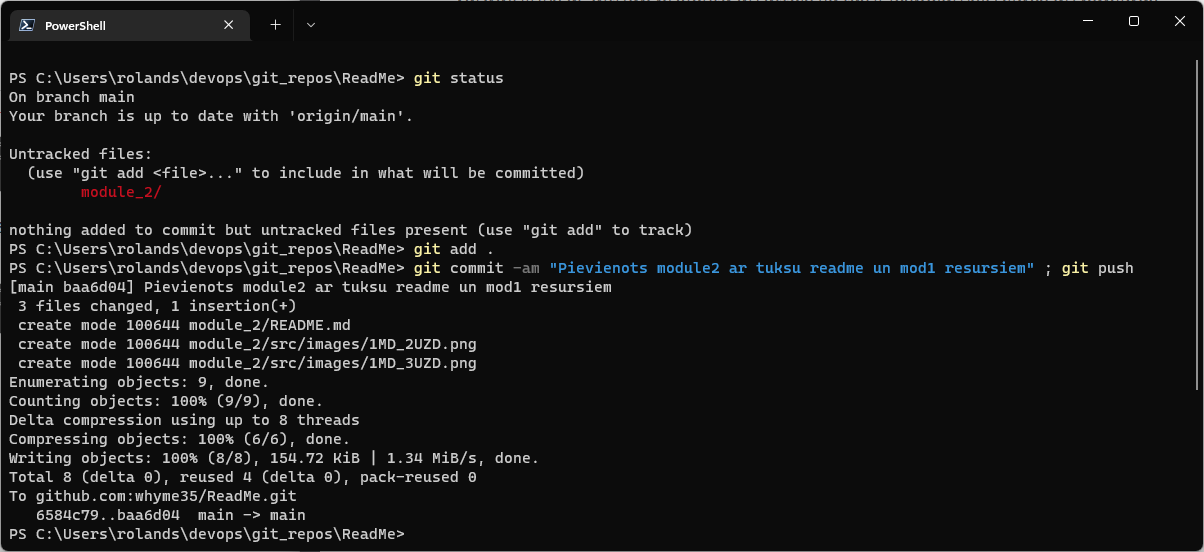 PowerShell
PS C:\Users\rolands\devops\git_repos\ReadMe> git status
On branch main
Your branch is up to date with 'origin/main'.
Untracked files:
  (use "git add <file>..." to include in what will be committed)
        module_2/
nothing added to commit but untracked files present (use "git add" to track)
PS C:\Users\rolands\devops\git_repos\ReadMe> git add .
PS C:\Users\rolands\devops\git_repos\ReadMe> git commit -am "Pievienots module2 ar tuksu readme un mod1 resursiem" ; git push
[main baa6d04] Pievienots module2 ar tuksu readme un mod1 resursiem
 3 files changed, 1 insertion(+)
 create mode 100644 module_2/README.md
 create mode 100644 module_2/src/images/1MD_2UZD.png
 create mode 100644 module_2/src/images/1MD_3UZD.png
Enumerating objects: 9, done.
Counting objects: 100% (9/9), done.
Delta compression using up to 8 threads
Compressing objects: 100% (6/6), done.
Writing objects: 100% (8/8), 154.72 KiB | 1.34 MiB/s, done.
Total 8 (delta 0), reused 4 (delta 0), pack-reused 0
To github.com:whyme35/ReadMe.git
   6584c79..baa6d04  main -> main
PS C:\Users\rolands\devops\git_repos\ReadMe>